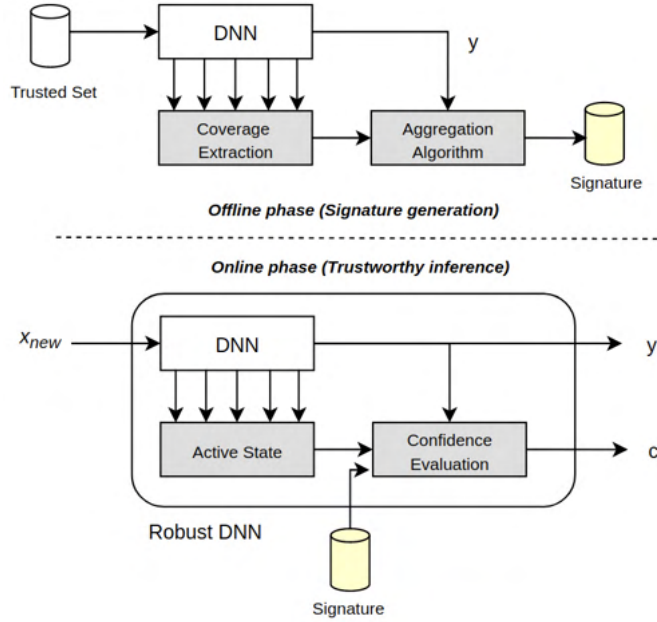 DNN
y
Trusted Set
Coverage
Extraction
Aggregation
Algorithm
Signature
Offline phase (Signature generation)
Online phase (Trustworthy inference)
xnew
DNN
y
Active State
Confidence
Evaluation
c
Robust DNN
Signature